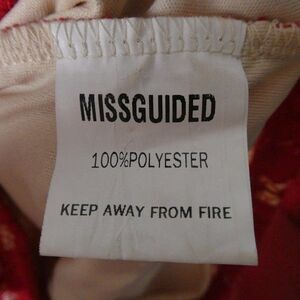 MISSGUIDED
100%POLYESTER
KEEP AWAY FROM FIRE